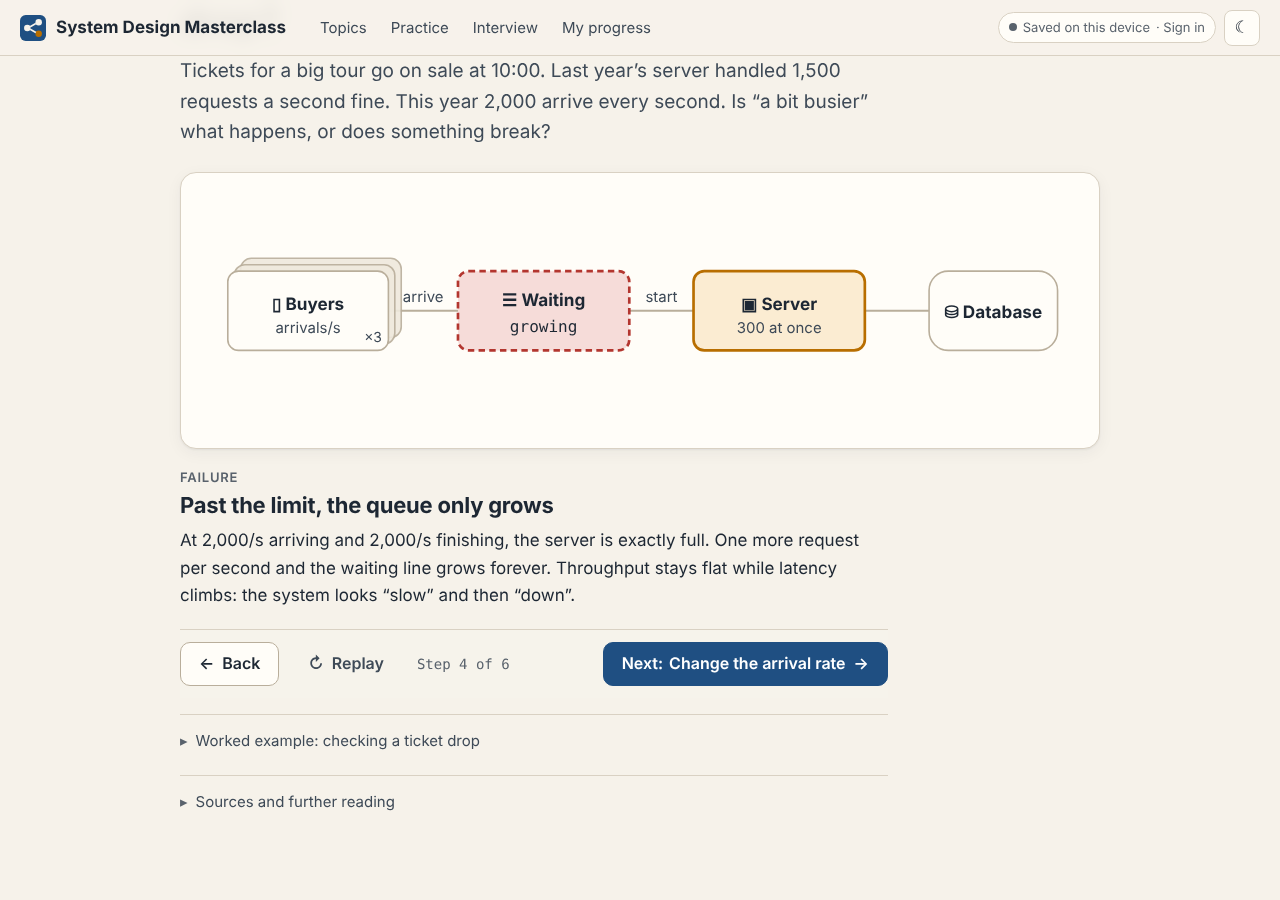 System Design Masterclass
Topics
Practice
Interview
My progress
Saved on this device · Sign in
Tickets for a big tour go on sale at 10:00. Last year’s server handled 1,500
requests a second fine. This year 2,000 arrive every second. Is “a bit busier”
what happens, or does something break?
Buyers
arrivals/s
×3
arrive
Waiting
growing
start
Server
300 at once
Database
FAILURE
Past the limit, the queue only grows
At 2,000/s arriving and 2,000/s finishing, the server is exactly full. One more request
per second and the waiting line grows forever. Throughput stays flat while latency
climbs: the system looks “slow” and then “down”.
← Back
Replay
Step 4 of 6
Next: Change the arrival rate →
Worked example: checking a ticket drop
Sources and further reading